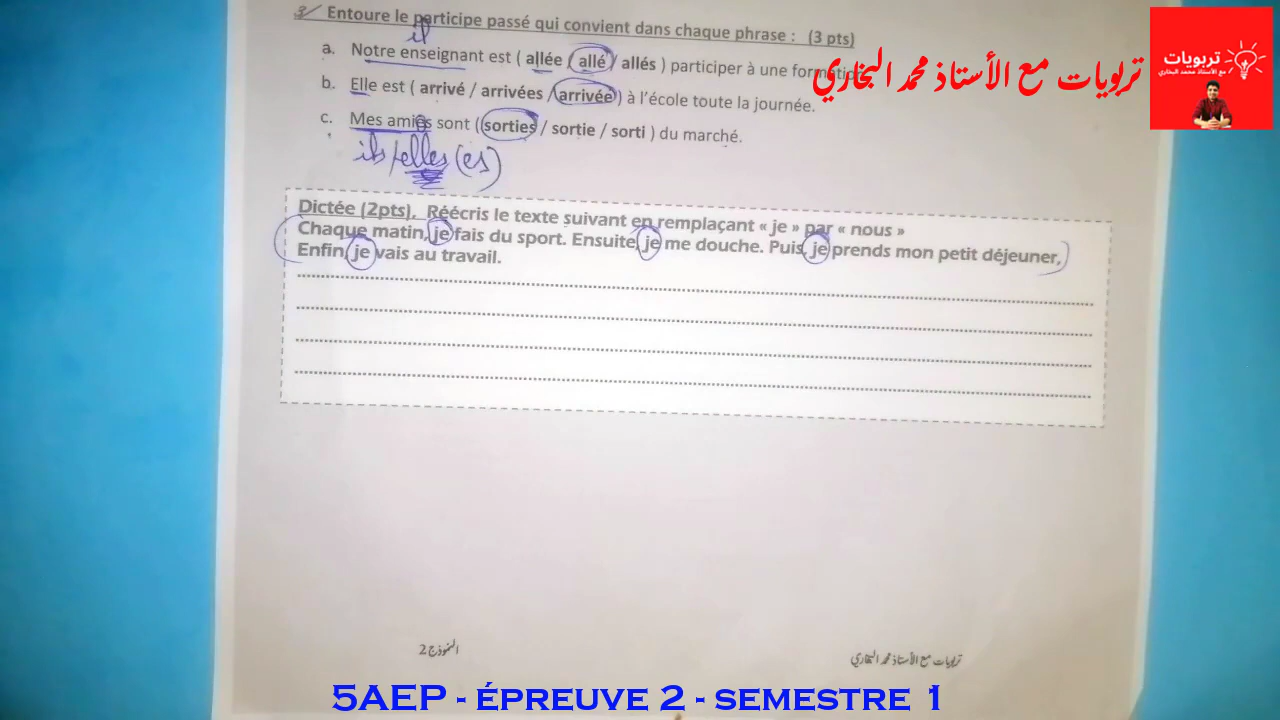 3/ Entoure le participe passé qui convient dans chaque phrase : (3 pts)
il
a. Notre enseignant est ( allée / allé / allés ) participer à une formation
b. Elle est ( arrivé / arrivées / arrivée ) à l'école toute la journée.
c. Mes amies sont ( sorties / sortie / sorti ) du marché.
ils/elles (es)
تربويات مع الأستاذ محمد البخاري
تربويات
مع الأستاذ محمد البخاري
Dictée (2pts). Réécris le texte suivant en remplaçant « je » par « nous »
Chaque matin, je fais du sport. Ensuite, je me douche. Puis, je prends mon petit déjeuner,
Enfin, je vais au travail.
النموذج 2
تربويات مع الأستاذ محمد البخاري
5AEP - épreuve 2 - semestre 1